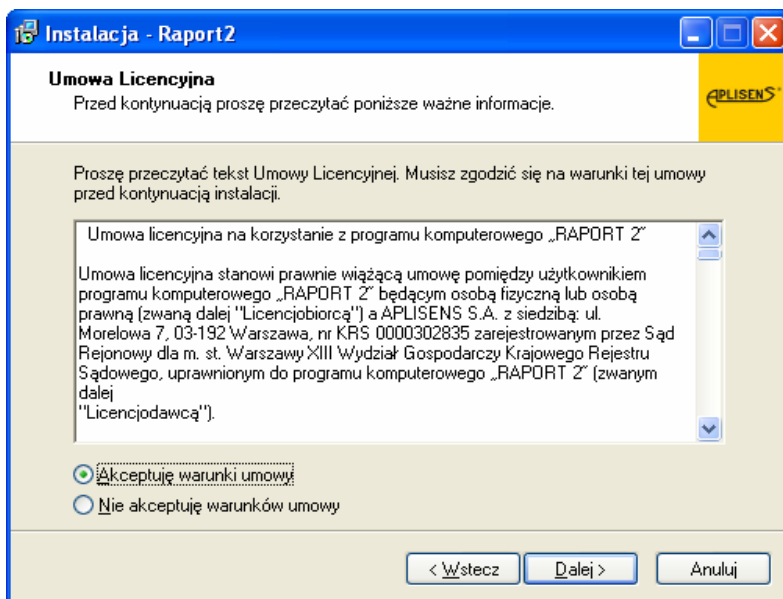 Instalacja - Raport2
Umowa Licencyjna
Przed kontynuacją proszę przeczytać poniższe ważne informacje.
APLISENS
Proszę przeczytać tekst Umowy Licencyjnej. Musisz zgodzić się na warunki tej umowy
przed kontynuacją instalacji.
Umowa licencyjna na korzystanie z programu komputerowego „RAPORT 2”
Umowa licencyjna stanowi prawnie wiążącą umowę pomiędzy użytkownikiem
programu komputerowego „RAPORT 2” będącym osobą fizyczną lub osobą
prawną (zwaną dalej "Licencjobiorcą") a APLISENS S.A. z siedzibą: ul.
Morelowa 7, 03-192 Warszawa, nr KRS 0000302835 zarejestrowanym przez Sąd
Rejonowy dla m. st. Warszawy XIII Wydział Gospodarczy Krajowego Rejestru
Sądowego, uprawnionym do programu komputerowego „RAPORT 2” (zwanym
dalej
"Licencjodawcą").
Akceptuję warunki umowy
Nie akceptuję warunków umowy
< Wstecz
Dalej >
Anuluj